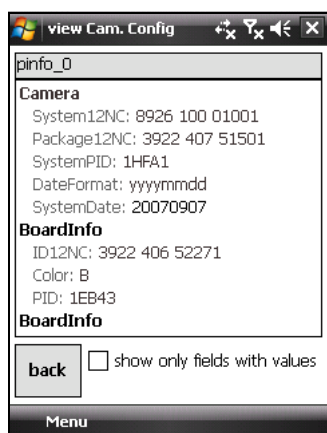 view Cam. Config
pinfo_0
Camera
System12NC: 8926 100 01001
Package12NC: 3922 407 51501
SystemPID: 1HFA1
DateFormat: yyyymmdd
SystemDate: 20070907
BoardInfo
ID12NC: 3922 406 52271
Color: B
PID: 1EB43
BoardInfo
back
show only fields with values
Menu